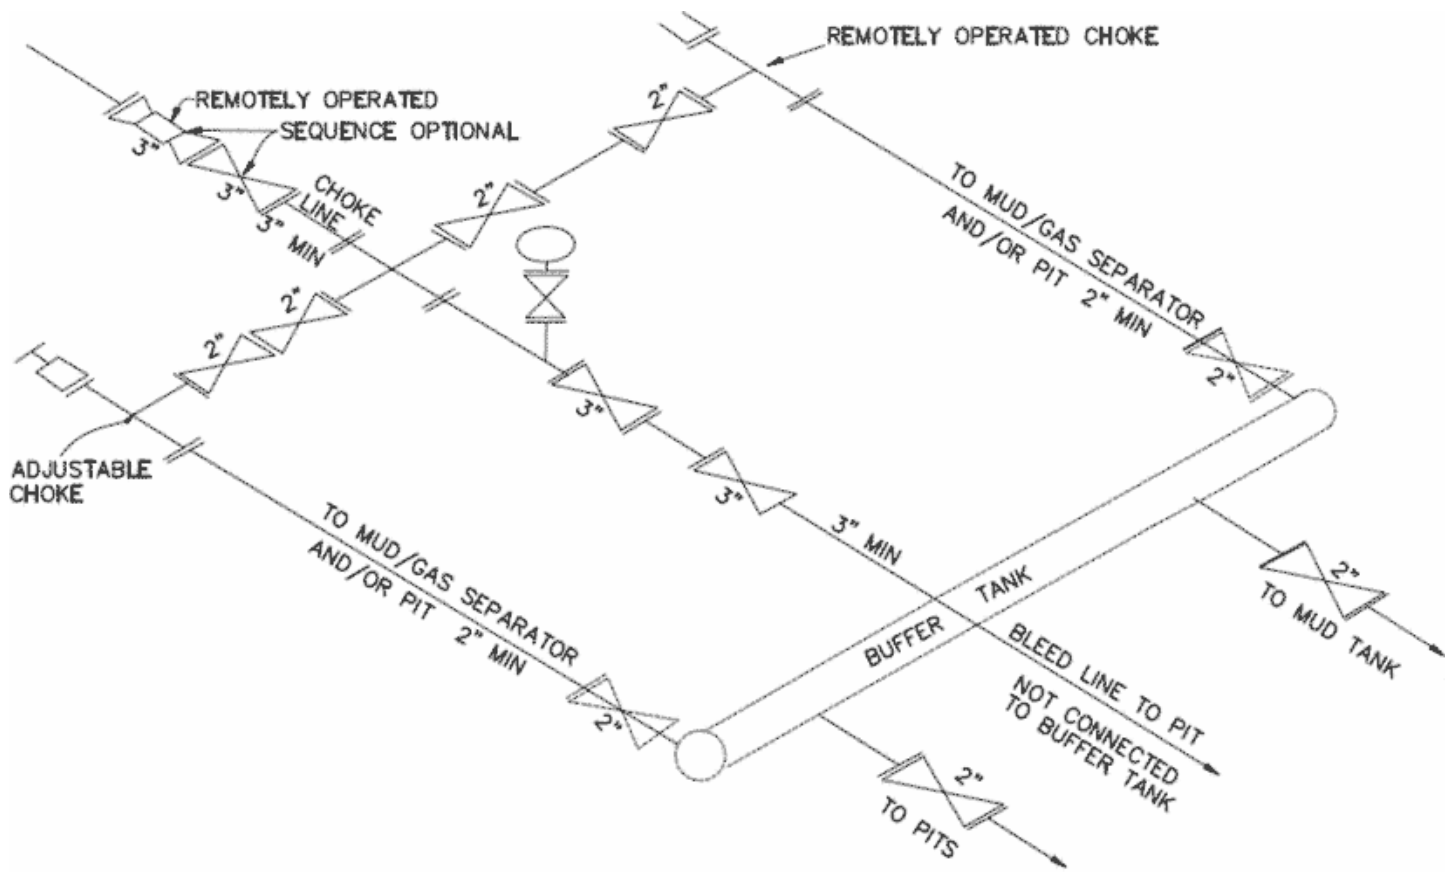 REMOTELY OPERATED CHOKE
REMOTELY OPERATED
SEQUENCE OPTIONAL
2"
3"
3"
CHOKE
LINE
3" MIN
2"
2"
2"
ADJUSTABLE
CHOKE
3"
3"
3" MIN
TO MUD/GAS SEPARATOR
AND/OR PIT 2" MIN
2"
TO MUD/GAS SEPARATOR
AND/OR PIT 2" MIN
2"
BUFFER TANK
2"
TO MUD TANK
BLEED LINE TO PIT
NOT CONNECTED
TO BUFFER TANK
2"
TO PITS